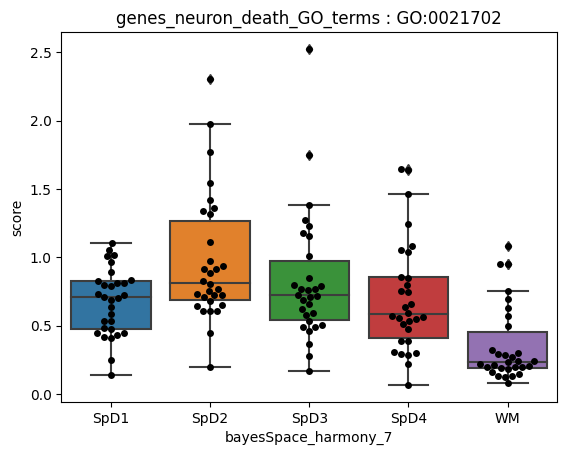 genes_neuron_death_GO_terms : GO:0021702
2.5
2.0
1.5
1.0
0.5
0.0
score
SpD1 SpD2 SpD3 SpD4 WM
bayesSpace_harmony_7